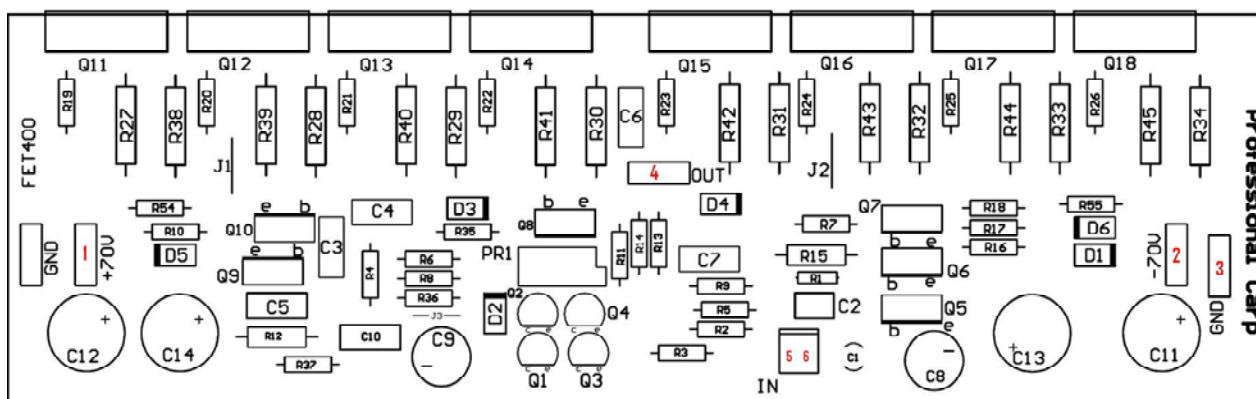 Q11 Q12 Q13 Q14 Q15 Q16 Q17 Q18
R19 R27 R38 R20 R39 R28 R21 R40 R29 R22 R41 R30 C6 R23 R42 R31 R24 R43 R32 R25 R44 R33 R26 R45 R34
FET400
J1
J2
4 OUT
R54 R10 D5
GND
1 +70V
e b
Q10
e b
Q9
C3 C4
D3 R35
b e
Q8
PR1
R11 R14 R13
D4
C7
R7 R15 R1 C2
Q7
b e
Q6
b e
Q5
b e
R18 R17 R16
R55 D6 D1
2 -70V
3 GND
C12 +
C14 +
C5 R12 R37
R4 R6 R8 R36
J3
C10
C9 -
D2
Q2 Q4
c e c e
Q1 Q3
c e c e
R9 R5 R2 R3
5 6
IN
C1
C8 -
C13 +
C11 +